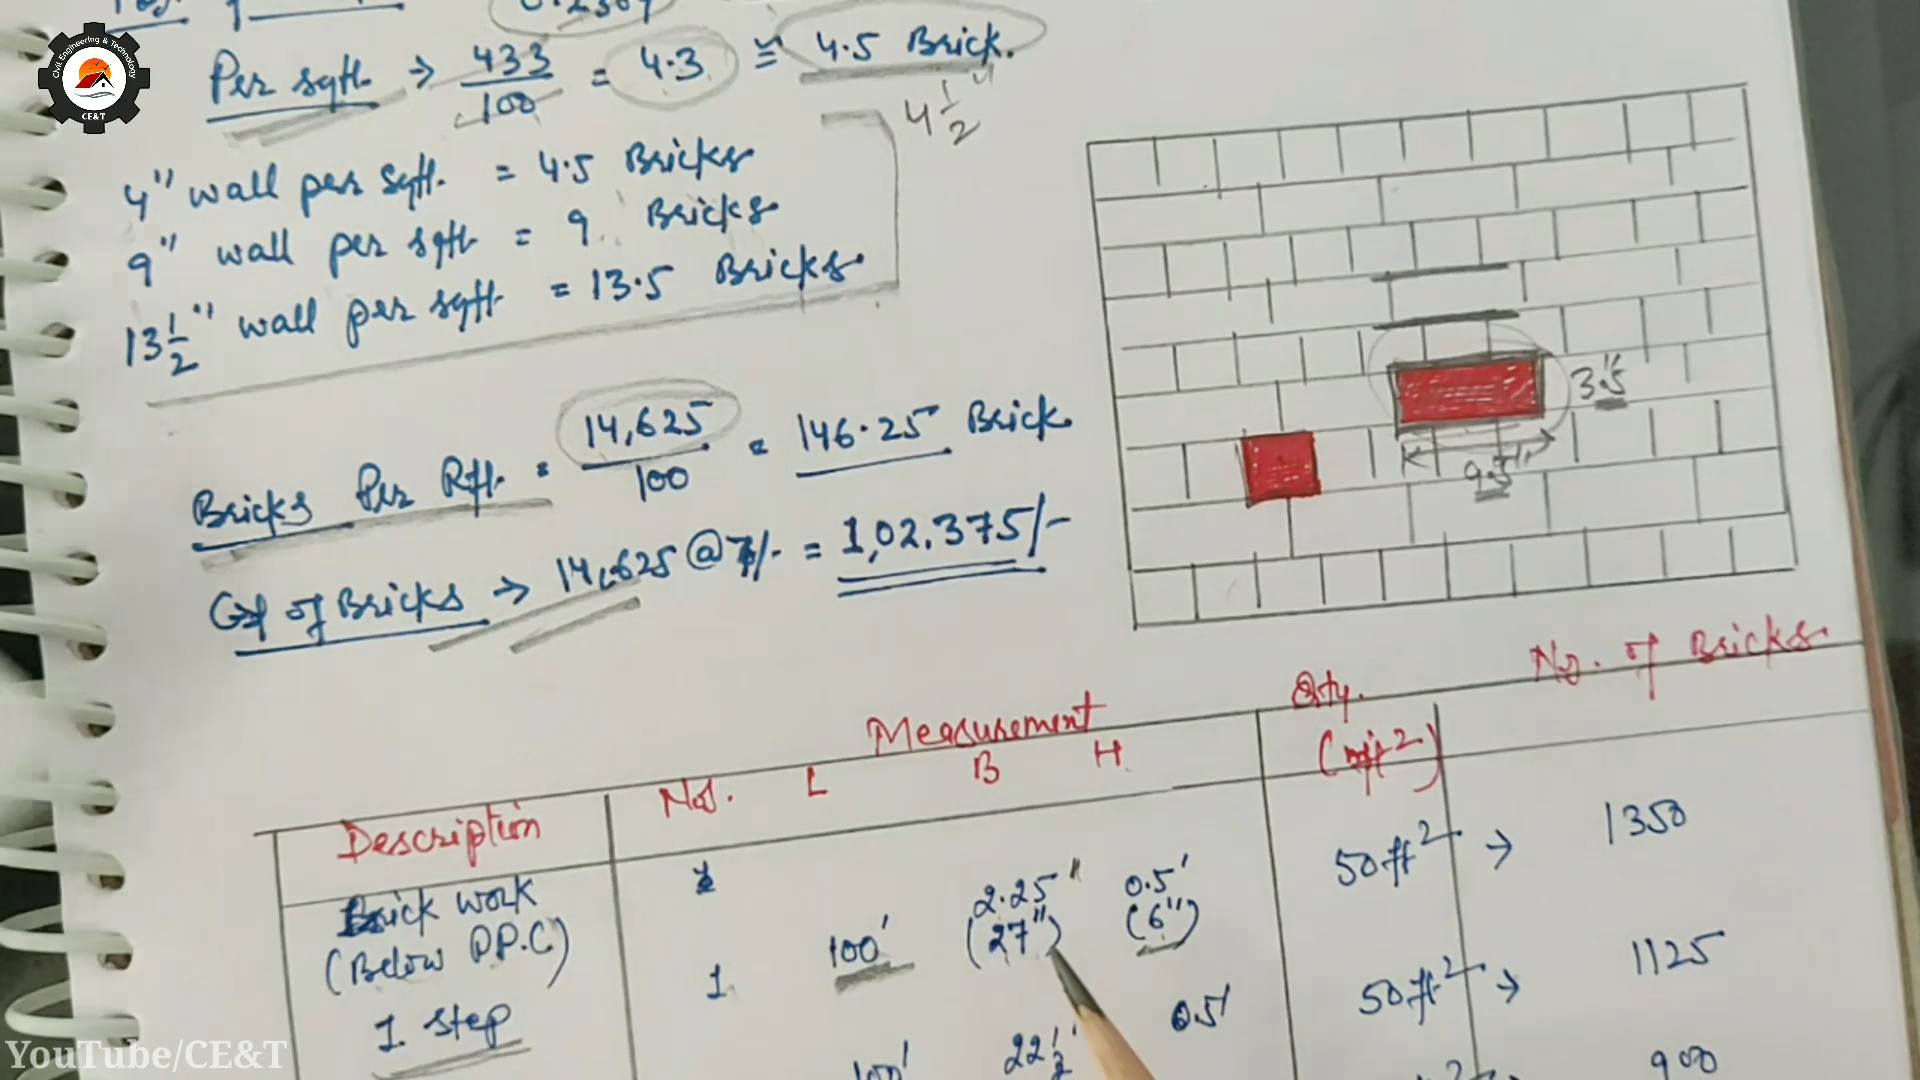 Civil Engineering & Technology
CE&T
Per sqft. → 433/100 = 4.3 ≅ 4.5 Brick.
4 1/2"
4" wall per sqft. = 4.5 Bricks
9" wall per sqft = 9 Bricks
13 1/2" wall per sqft = 13.5 Bricks
Bricks Per Rft. = 14,625/100 = 146.25 Brick
Cost of Bricks → 14,625 @ 7/- = 1,02,375/-
3.5"
9.5"
Measurement Qty. No. of Bricks
Description No. L B H
Brick work 2.25" 0.5' 50 ft² → 1350
(Below P.P.C) 1 100' (27") (6")
1. step
100' 22 1/2" 0.5' 50 ft² → 1125
900
YouTube/CE&T